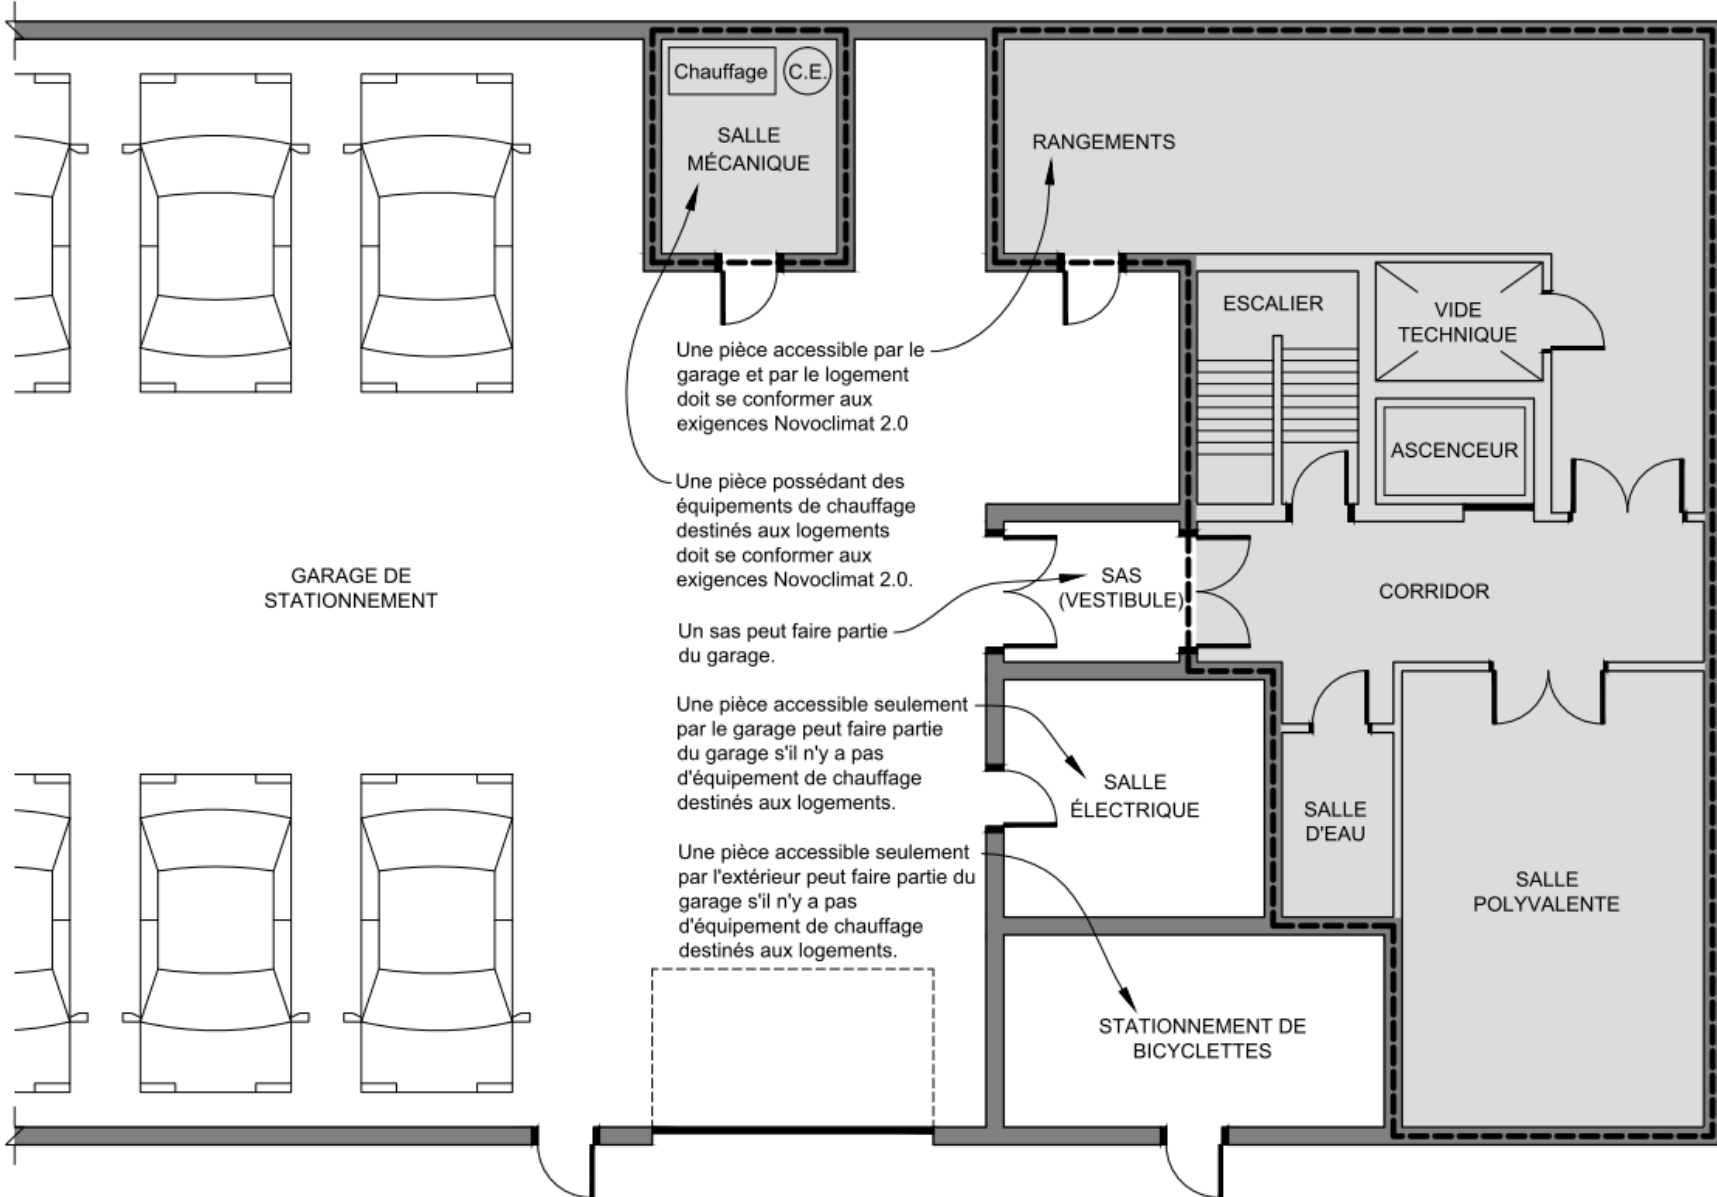 Chauffage
C.E.
SALLE
MÉCANIQUE
RANGEMENTS
ESCALIER
VIDE
TECHNIQUE
ASCENCEUR
Une pièce accessible par le
garage et par le logement
doit se conformer aux
exigences Novoclimat 2.0
Une pièce possédant des
équipements de chauffage
destinés aux logements
doit se conformer aux
exigences Novoclimat 2.0.
GARAGE DE
STATIONNEMENT
SAS
(VESTIBULE)
CORRIDOR
Un sas peut faire partie
du garage.
Une pièce accessible seulement
par le garage peut faire partie
du garage s'il n'y a pas
d'équipement de chauffage
destinés aux logements.
SALLE
ÉLECTRIQUE
SALLE
D'EAU
Une pièce accessible seulement
par l'extérieur peut faire partie du
garage s'il n'y a pas
d'équipement de chauffage
destinés aux logements.
SALLE
POLYVALENTE
STATIONNEMENT DE
BICYCLETTES